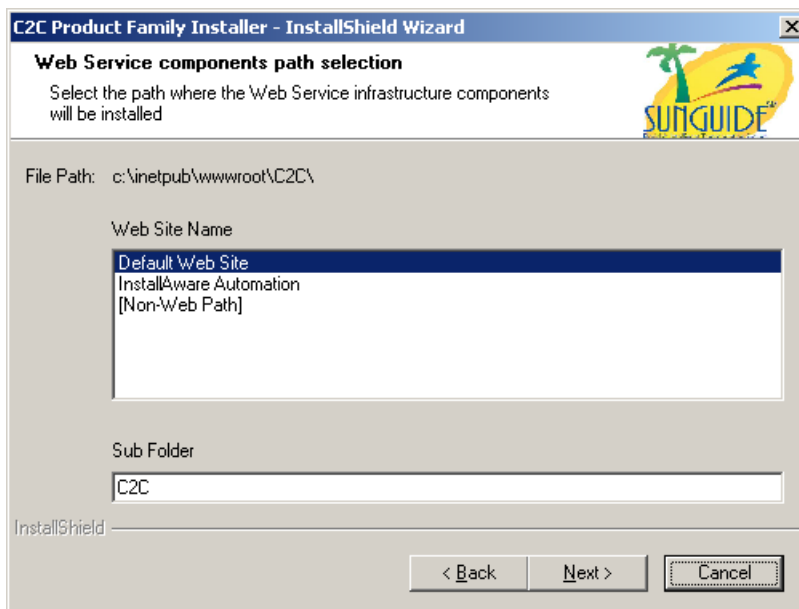 C2C Product Family Installer - InstallShield Wizard
Web Service components path selection
Select the path where the Web Service infrastructure components
will be installed
SUNGUIDE
File Path: c:\inetpub\wwwroot\C2C\
Web Site Name
Default Web Site
InstallAware Automation
[Non-Web Path]
Sub Folder
C2C
InstallShield
< Back
Next >
Cancel